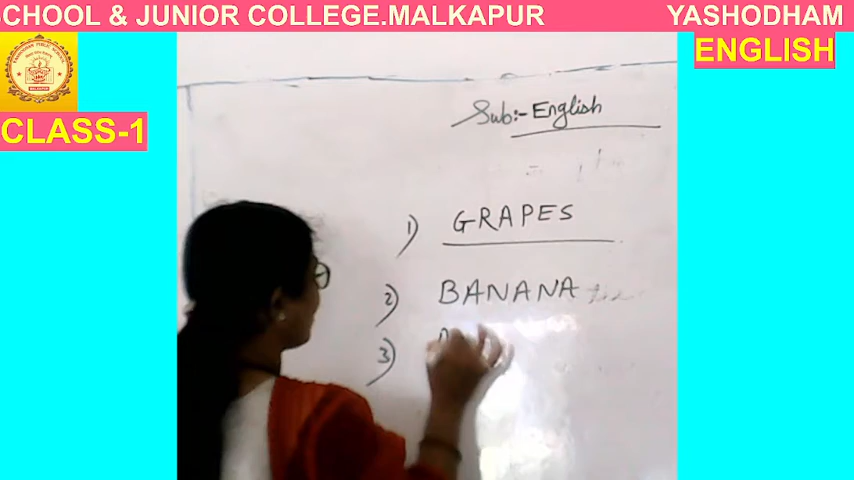 CHOOL & JUNIOR COLLEGE.MALKAPUR YASHODHAM
ENGLISH
CLASS-1
Sub:- English
1) GRAPES
2) BANANA
3)